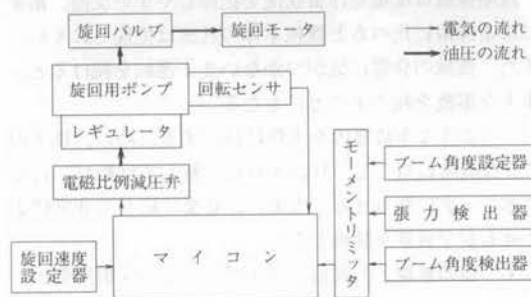 旋回バルブ
旋回モータ
電気の流れ
油圧の流れ
旋回用ポンプ
回転センサ
レギュレータ
電磁比例減圧弁
モーメントリミッタ
ブーム角度設定器
張力検出器
ブーム角度検出器
旋回速度
設定器
マイコン